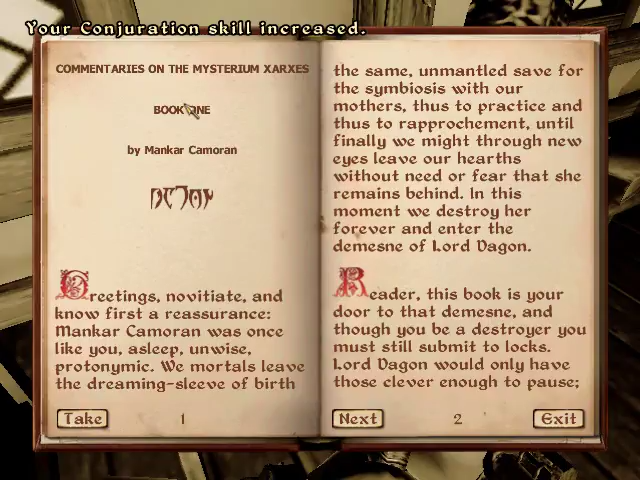 Your Conjuration skill increased.
COMMENTARIES ON THE MYSTERIUM XARXES
BOOK ONE
by Mankar Camoran
Greetings, novitiate, and
know first a reassurance:
Mankar Camoran was once
like you, asleep, unwise,
protonymic. We mortals leave
the dreaming-sleeve of birth
the same, unmantled save for
the symbiosis with our
mothers, thus to practice and
thus to rapprochement, until
finally we might through new
eyes leave our hearths
without need or fear that she
remains behind. In this
moment we destroy her
forever and enter the
demesne of Lord Dagon.
Reader, this book is your
door to that demesne, and
though you be a destroyer you
must still submit to locks.
Lord Dagon would only have
those clever enough to pause;
Take
1
Next
2
Exit